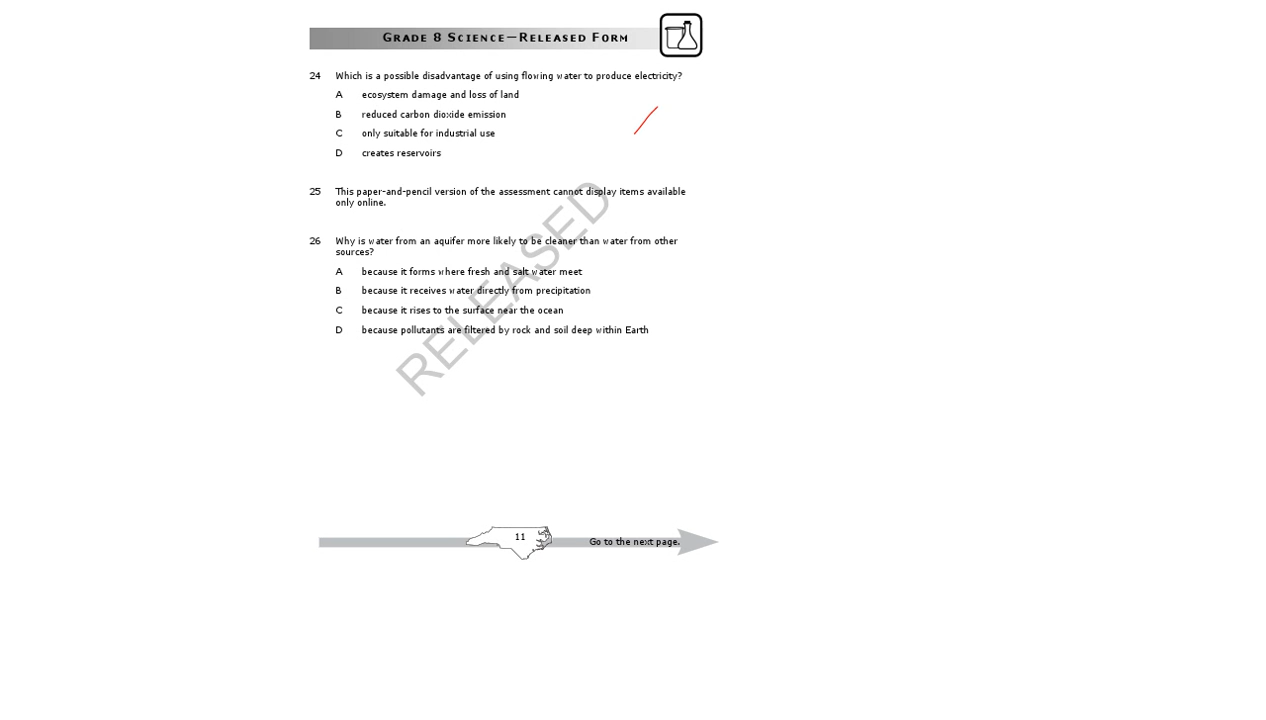 GRADE 8 SCIENCE—RELEASED FORM
24 Which is a possible disadvantage of using flowing water to produce electricity?
A ecosystem damage and loss of land
B reduced carbon dioxide emission
C only suitable for industrial use
D creates reservoirs
25 This paper-and-pencil version of the assessment cannot display items available
only online.
26 Why is water from an aquifer more likely to be cleaner than water from other
sources?
A because it forms where fresh and salt water meet
B because it receives water directly from precipitation
C because it rises to the surface near the ocean
D because pollutants are filtered by rock and soil deep within Earth
RELEASED
11
Go to the next page.